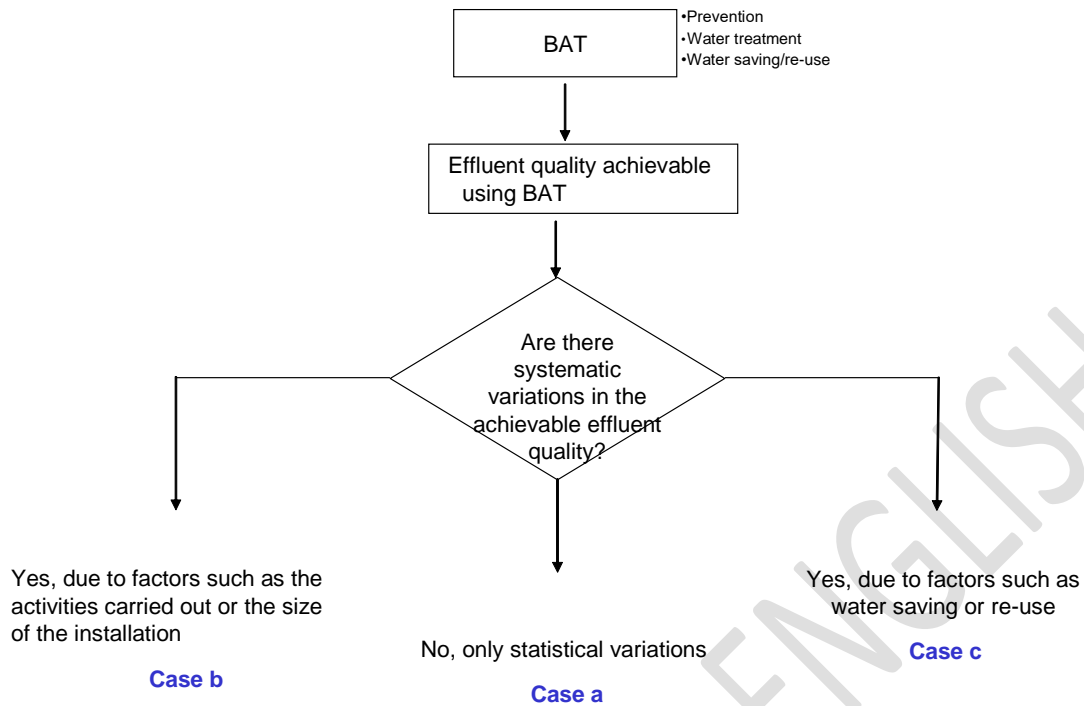 BAT
•Prevention
•Water treatment
•Water saving/re-use
Effluent quality achievable
using BAT
Are there
systematic
variations in the
achievable effluent
quality?
Yes, due to factors such as the
activities carried out or the size
of the installation
Case b
No, only statistical variations
Case a
Yes, due to factors such as
water saving or re-use
Case c
ENGLISH